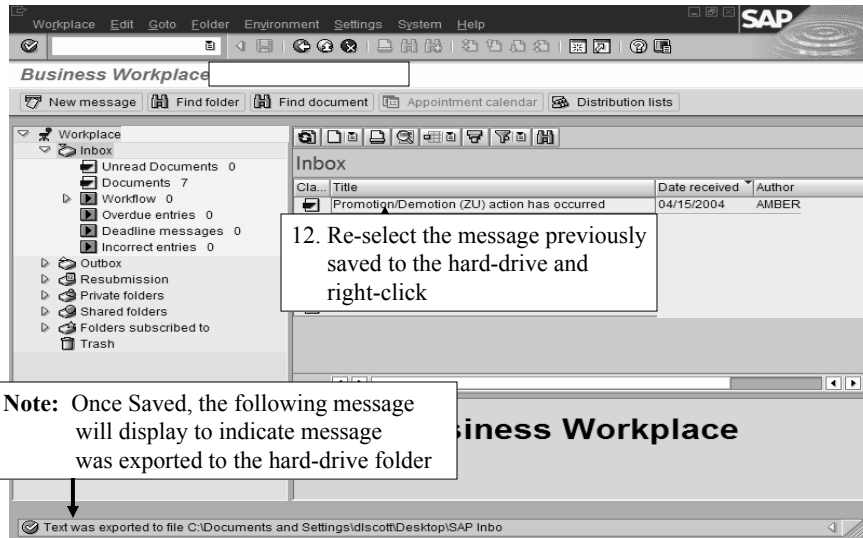 Workplace Edit Goto Folder Environment Settings System Help
SAP
Business Workplace
New message Find folder Find document Appointment calendar Distribution lists
Workplace
Inbox
Unread Documents 0
Documents 7
Workflow 0
Overdue entries 0
Deadline messages 0
Incorrect entries 0
Outbox
Resubmission
Private folders
Shared folders
Folders subscribed to
Trash
Inbox
Cla... Title Date received Author
Promotion/Demotion (ZU) action has occurred 04/15/2004 AMBER
12. Re-select the message previously
saved to the hard-drive and
right-click
Note: Once Saved, the following message
will display to indicate message
was exported to the hard-drive folder
siness Workplace
Text was exported to file C:\Documents and Settings\dlscott\Desktop\SAP Inbo